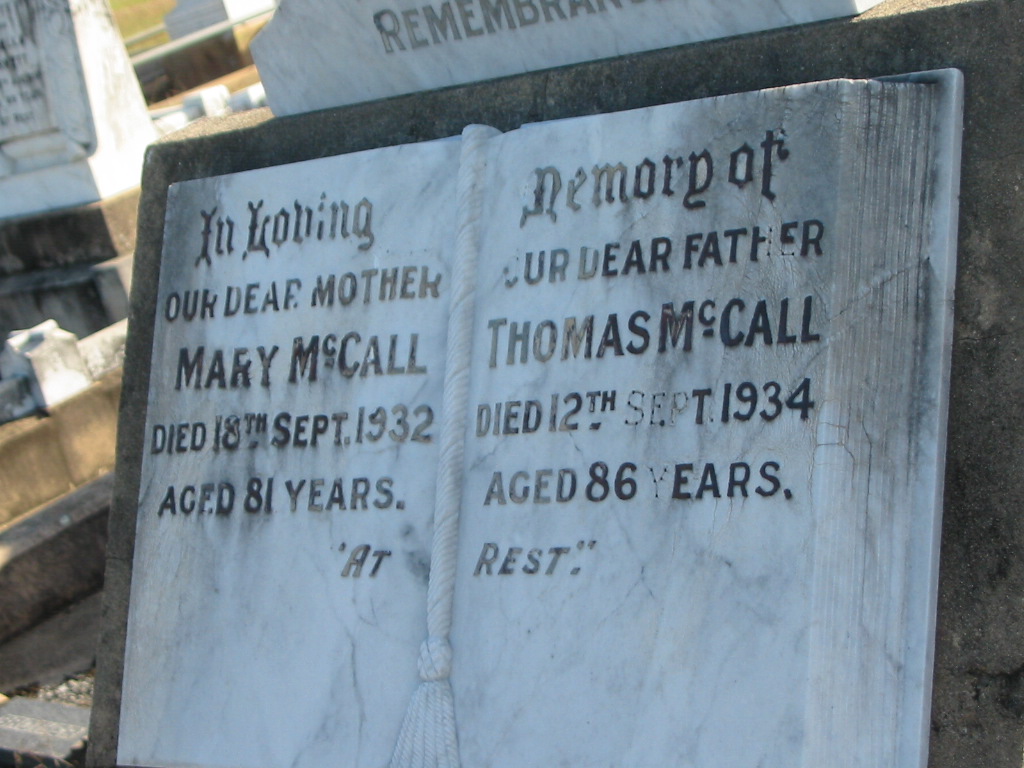 REMEMBRANCE
In Loving
OUR DEAR MOTHER
MARY McCALL
DIED 18TH SEPT. 1932
AGED 81 YEARS.
"AT
Memory of
OUR DEAR FATHER
THOMAS McCALL
DIED 12TH SEPT. 1934
AGED 86 YEARS.
REST."